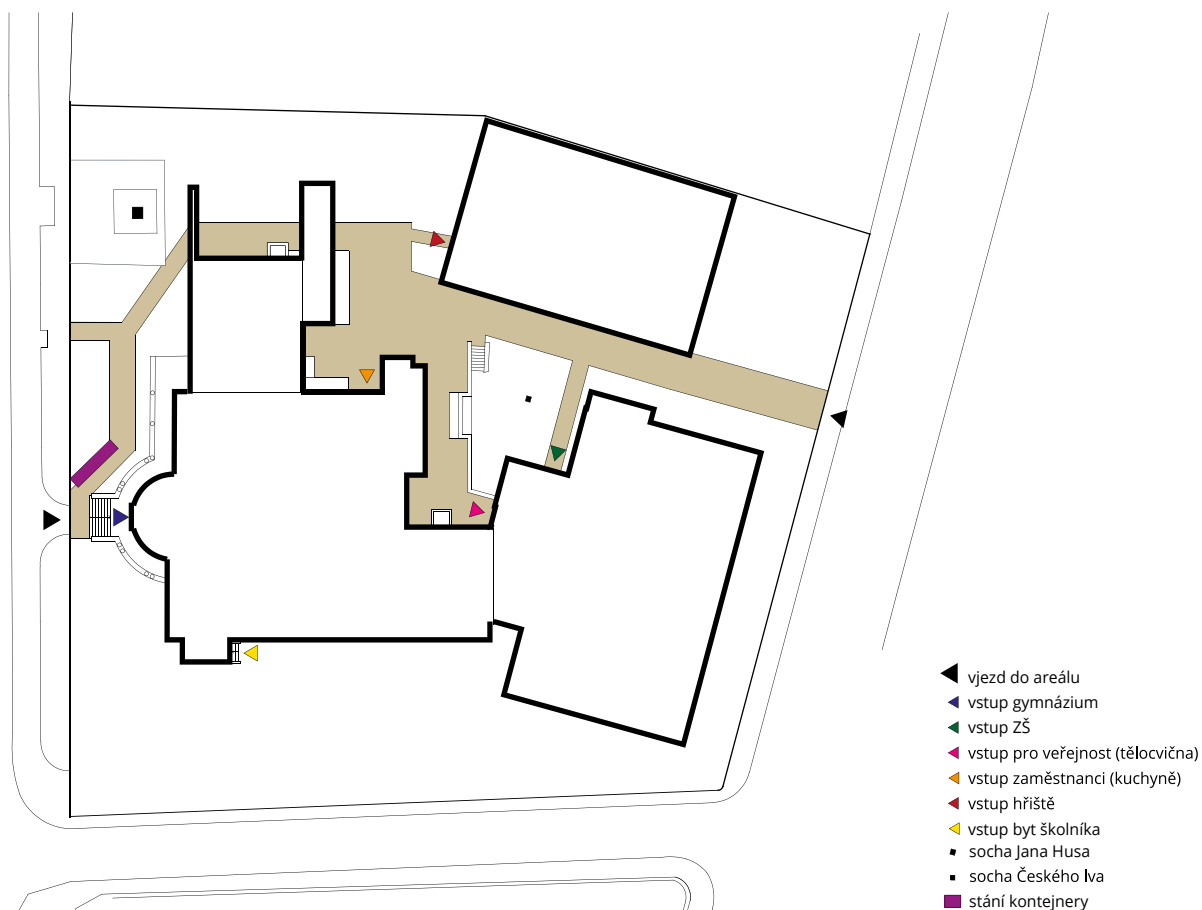 vjezd do areálu
vstup gymnázium
vstup ZŠ
vstup pro veřejnost (tělocvična)
vstup zaměstnanci (kuchyně)
vstup hřiště
vstup byt školníka
socha Jana Husa
socha Českého lva
stání kontejnery